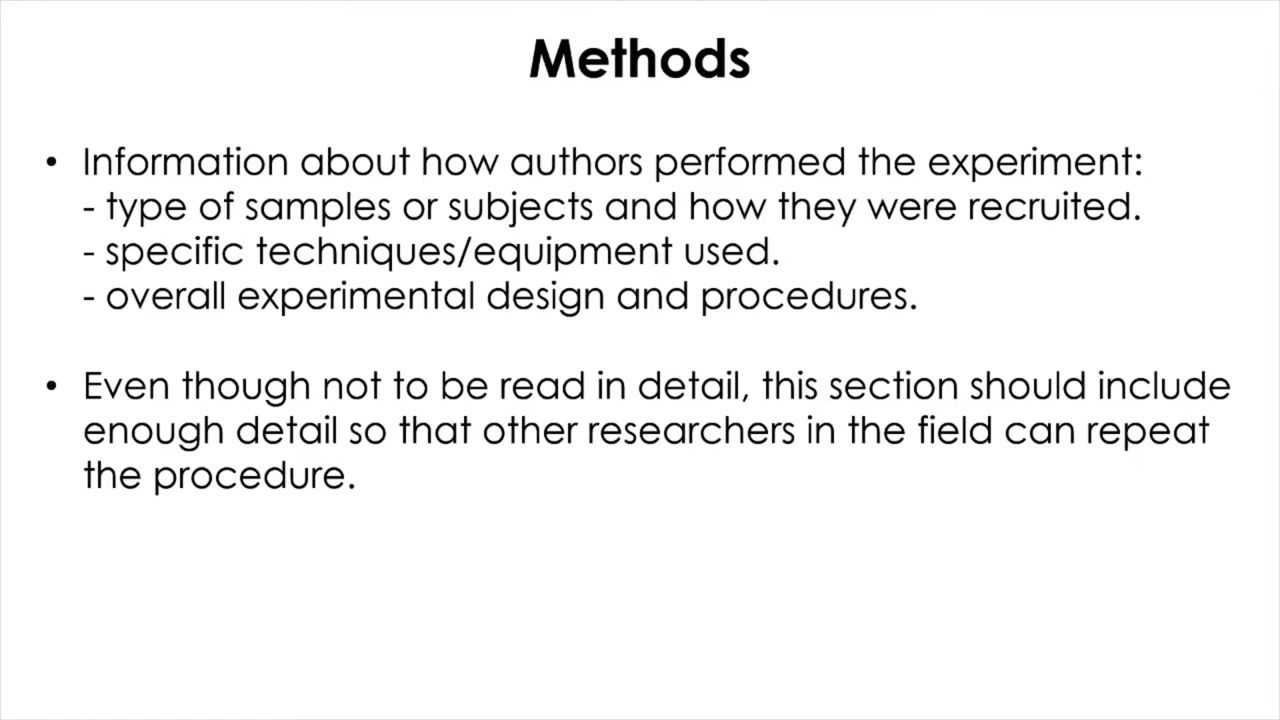 Methods
• Information about how authors performed the experiment:
- type of samples or subjects and how they were recruited.
- specific techniques/equipment used.
- overall experimental design and procedures.
• Even though not to be read in detail, this section should include
enough detail so that other researchers in the field can repeat
the procedure.